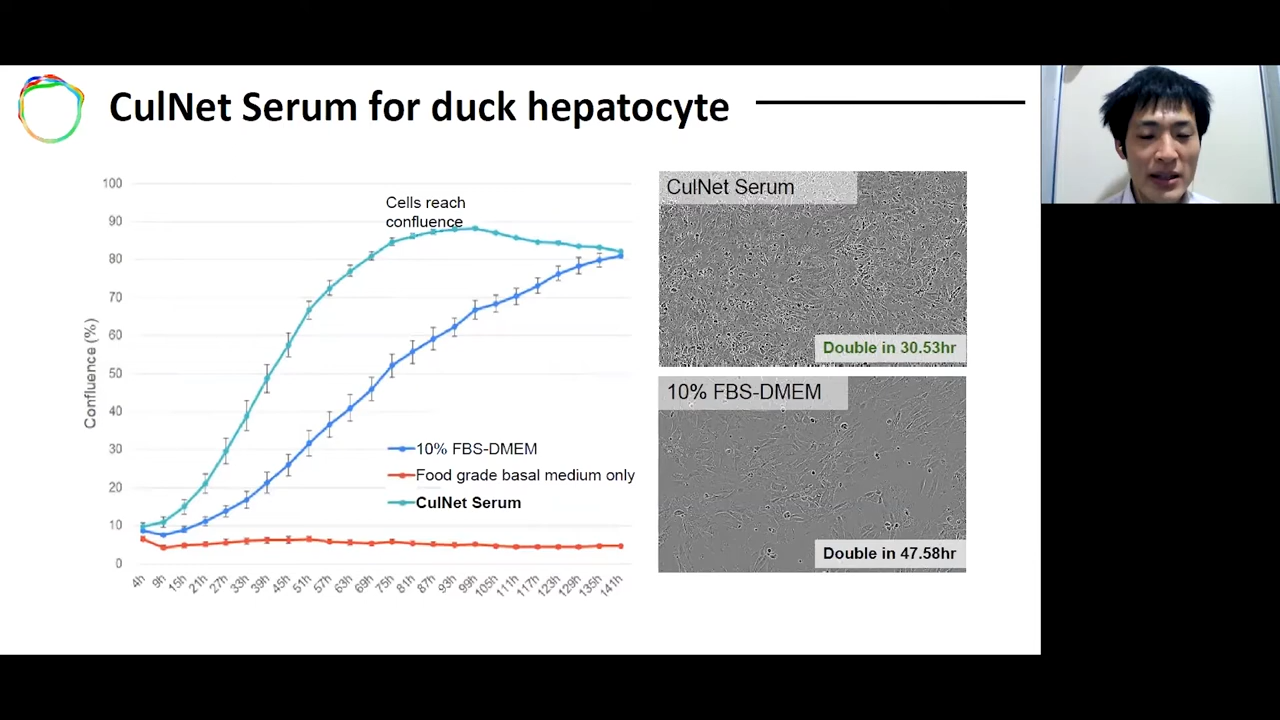 CulNet Serum for duck hepatocyte
100
90
80
70
60
50
40
30
20
10
0
Confluence (%)
Cells reach
confluence
10% FBS-DMEM
Food grade basal medium only
CulNet Serum
4h
9h
15h
21h
27h
33h
39h
45h
51h
57h
63h
69h
75h
81h
87h
93h
99h
105h
111h
117h
123h
129h
135h
141h
CulNet Serum
Double in 30.53hr
10% FBS-DMEM
Double in 47.58hr